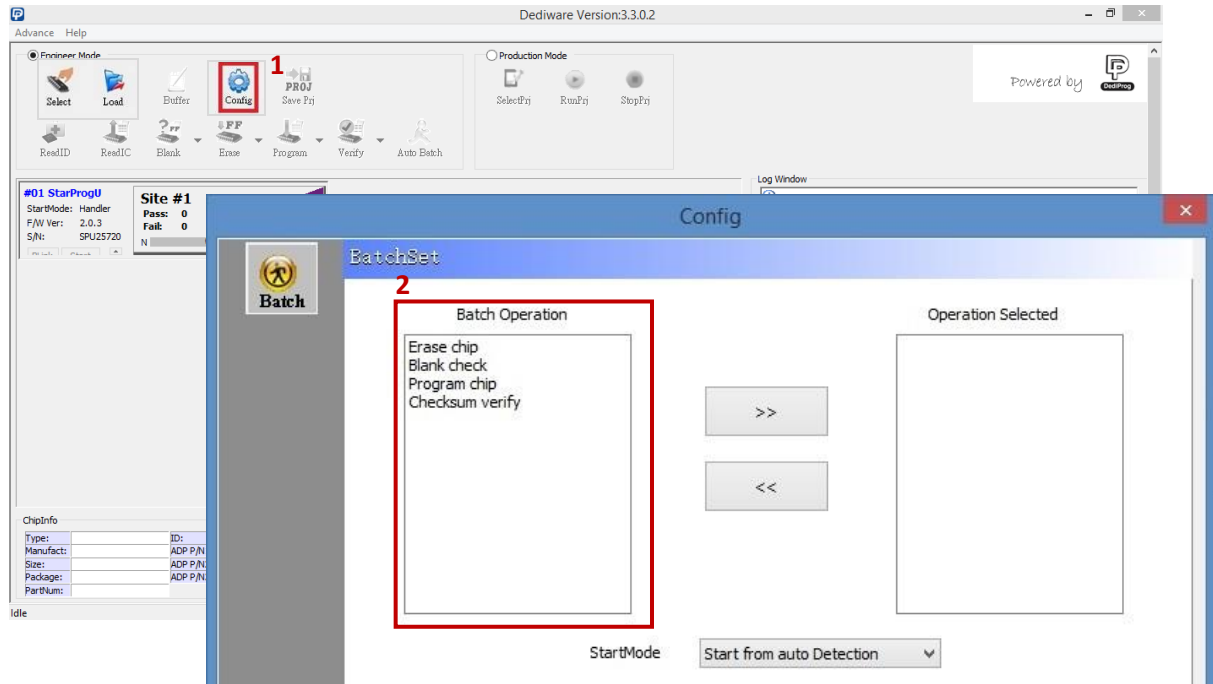 Dediware Version:3.3.0.2
Advance Help
Engineer Mode
1
Production Mode
Select Load Buffer Config PROJ Save Prj
SelectPrj RunPrj StopPrj
Powered by DediProg
ReadID ReadIC Blank Erase Program Verify Auto Batch
? FF
FF
#01 StarProgU
StartMode: Handler
F/W Ver: 2.0.3
S/N: SPU25720
Site #1
Pass: 0
Fail: 0
N
Log Window
Config
Batch
BatchSet
2
Batch Operation
Operation Selected
Erase chip
Blank check
Program chip
Checksum verify
>>
<<
StartMode Start from auto Detection
ChipInfo
Type: ID:
Manufact: ADP P/N
Size: ADP P/N
Package: ADP P/N
PartNum:
Idle